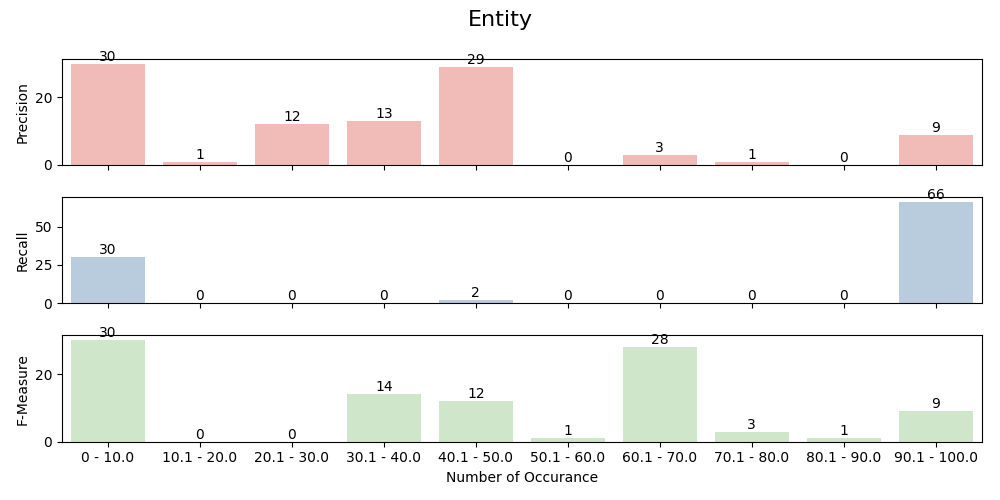 Entity
30 1 12 13 29 0 3 1 0 9
20
0
Precision
30 0 0 0 2 0 0 0 0 66
50
25
0
Recall
30 0 0 14 12 1 28 3 1 9
20
0
F-Measure
0 - 10.0 10.1 - 20.0 20.1 - 30.0 30.1 - 40.0 40.1 - 50.0 50.1 - 60.0 60.1 - 70.0 70.1 - 80.0 80.1 - 90.0 90.1 - 100.0
Number of Occurance